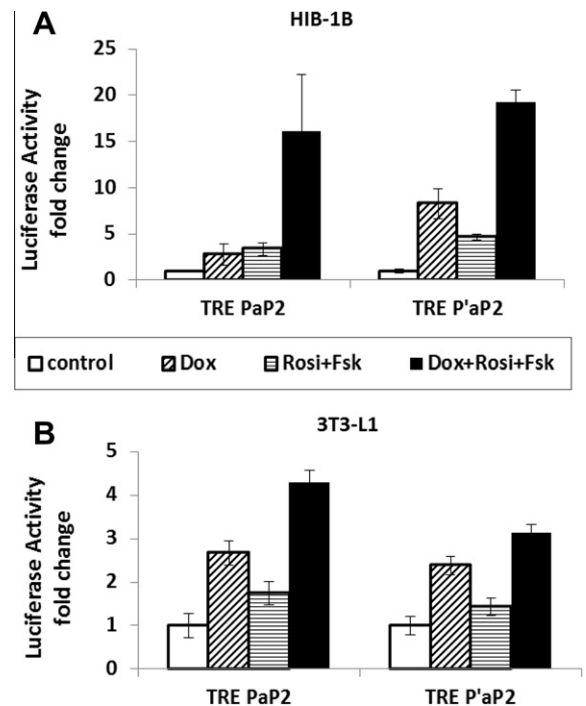 A
HIB-1B
Luciferase Activity
fold change
25
20
15
10
5
0
TRE PaP2
TRE P'aP2
control
Dox
Rosi+Fsk
Dox+Rosi+Fsk
B
3T3-L1
Luciferase Activity
fold change
5
4
3
2
1
0
TRE PaP2
TRE P'aP2